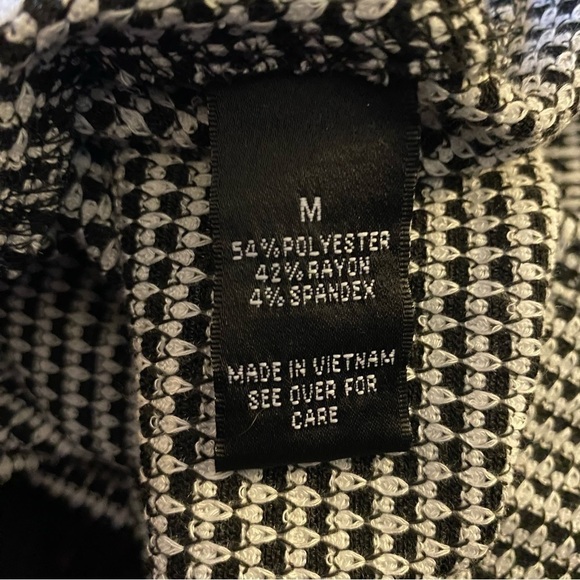 M
54% POLYESTER
42% RAYON
4% SPANDEX
MADE IN VIETNAM
SEE OVER FOR
CARE